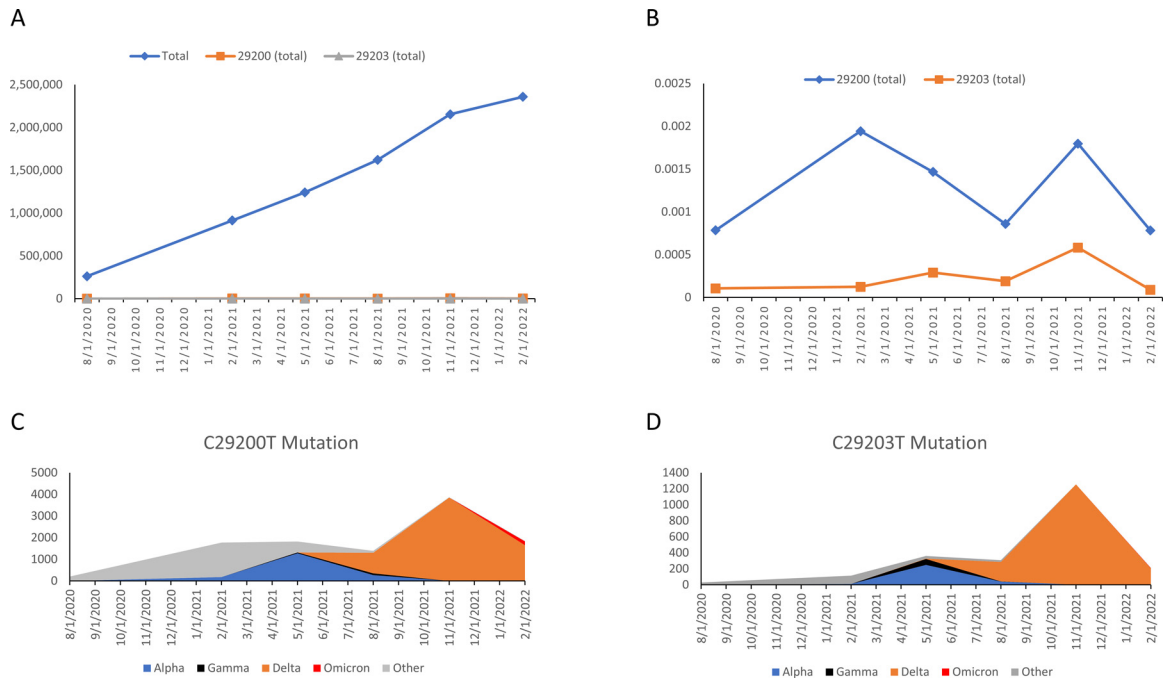 A
Total 29200 (total) 29203 (total)
2,500,000
2,000,000
1,500,000
1,000,000
500,000
0
8/1/2020 9/1/2020 10/1/2020 11/1/2020 12/1/2020 1/1/2021 2/1/2021 3/1/2021 4/1/2021 5/1/2021 6/1/2021 7/1/2021 8/1/2021 9/1/2021 10/1/2021 11/1/2021 12/1/2021 1/1/2022 2/1/2022
B
29200 (total) 29203 (total)
0.0025
0.002
0.0015
0.001
0.0005
0
8/1/2020 9/1/2020 10/1/2020 11/1/2020 12/1/2020 1/1/2021 2/1/2021 3/1/2021 4/1/2021 5/1/2021 6/1/2021 7/1/2021 8/1/2021 9/1/2021 10/1/2021 11/1/2021 12/1/2021 1/1/2022 2/1/2022
C
C29200T Mutation
5000
4000
3000
2000
1000
0
8/1/2020 9/1/2020 10/1/2020 11/1/2020 12/1/2020 1/1/2021 2/1/2021 3/1/2021 4/1/2021 5/1/2021 6/1/2021 7/1/2021 8/1/2021 9/1/2021 10/1/2021 11/1/2021 12/1/2021 1/1/2022 2/1/2022
Alpha Gamma Delta Omicron Other
D
C29203T Mutation
1400
1200
1000
800
600
400
200
0
8/1/2020 9/1/2020 10/1/2020 11/1/2020 12/1/2020 1/1/2021 2/1/2021 3/1/2021 4/1/2021 5/1/2021 6/1/2021 7/1/2021 8/1/2021 9/1/2021 10/1/2021 11/1/2021 12/1/2021 1/1/2022 2/1/2022
Alpha Gamma Delta Omicron Other